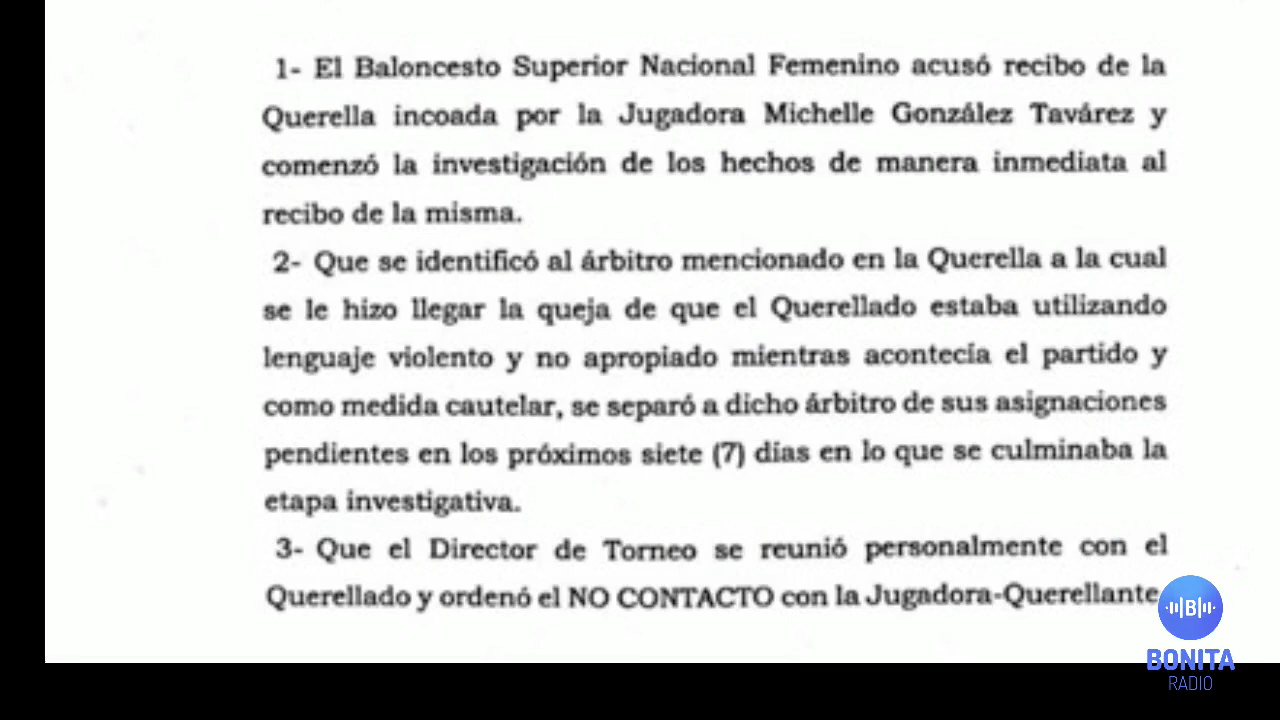 1- El Baloncesto Superior Nacional Femenino acusó recibo de la
Querella incoada por la Jugadora Michelle González Tavárez y
comenzó la investigación de los hechos de manera inmediata al
recibo de la misma.
2- Que se identificó al árbitro mencionado en la Querella a la cual
se le hizo llegar la queja de que el Querellado estaba utilizando
lenguaje violento y no apropiado mientras acontecía el partido y
como medida cautelar, se separó a dicho árbitro de sus asignaciones
pendientes en los próximos siete (7) días en lo que se culminaba la
etapa investigativa.
3- Que el Director de Torneo se reunió personalmente con el
Querellado y ordenó el NO CONTACTO con la Jugadora-Querellante
B
BONITA
RADIO